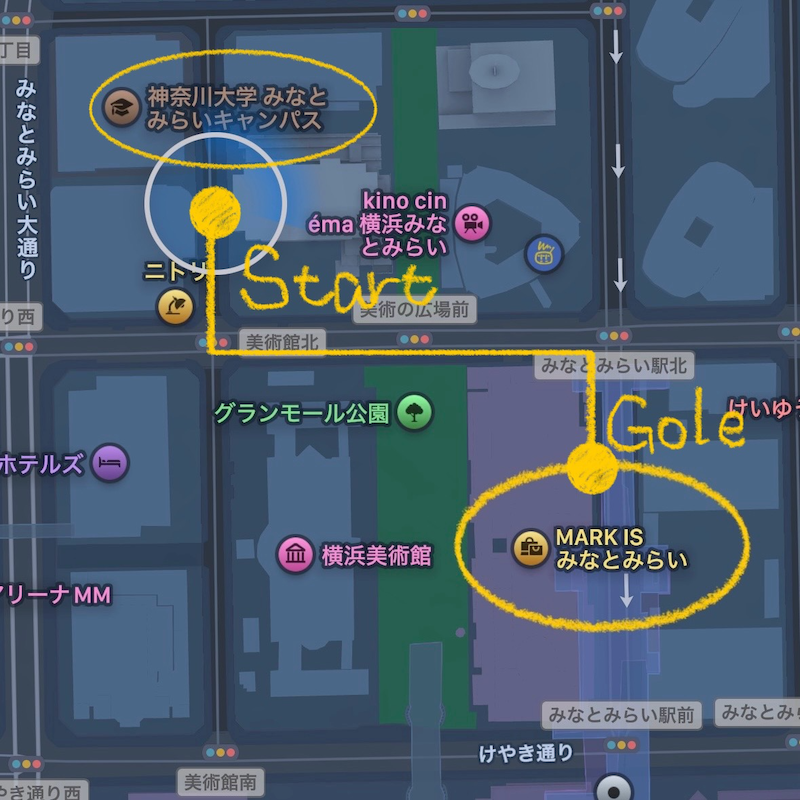 丁目
みなとみらい大通り
神奈川大学 みなと
みらいキャンパス
kino cin
éma 横浜みな
とみらい
ニトリ
Start
り西
美術の広場前
美術館北
みなとみらい駅北
グランモール公園
Gole
けいゆう
ホテルズ
MARK IS
みなとみらい
横浜美術館
アリーナMM
みなとみらい駅前
みなとみ
けやき通り
美術館南
やき通り西